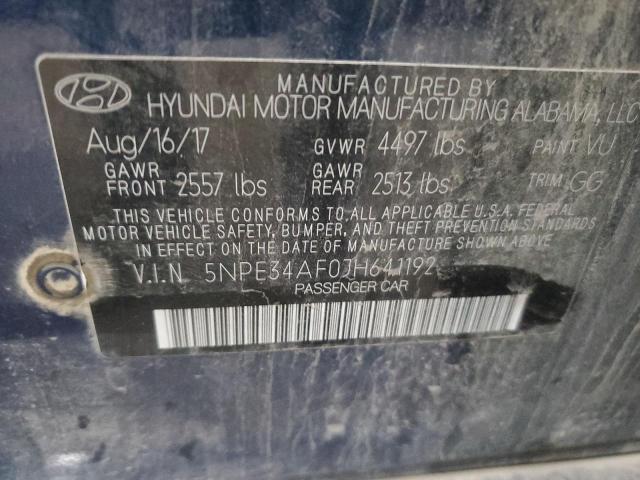 MANUFACTURED BY
HYUNDAI MOTOR MANUFACTURING ALABAMA, LLC
Aug/16/17 GVWR 4497 lbs PAINT VU
GAWR FRONT 2557 lbs GAWR REAR 2513 lbs TRIM GG
THIS VEHICLE CONFORMS TO ALL APPLICABLE U.S.A. FEDERAL
MOTOR VEHICLE SAFETY, BUMPER, AND THEFT PREVENTION STANDARDS
IN EFFECT ON THE DATE OF MANUFACTURE SHOWN ABOVE.
V.I.N 5NPE34AF0JH641192
PASSENGER CAR